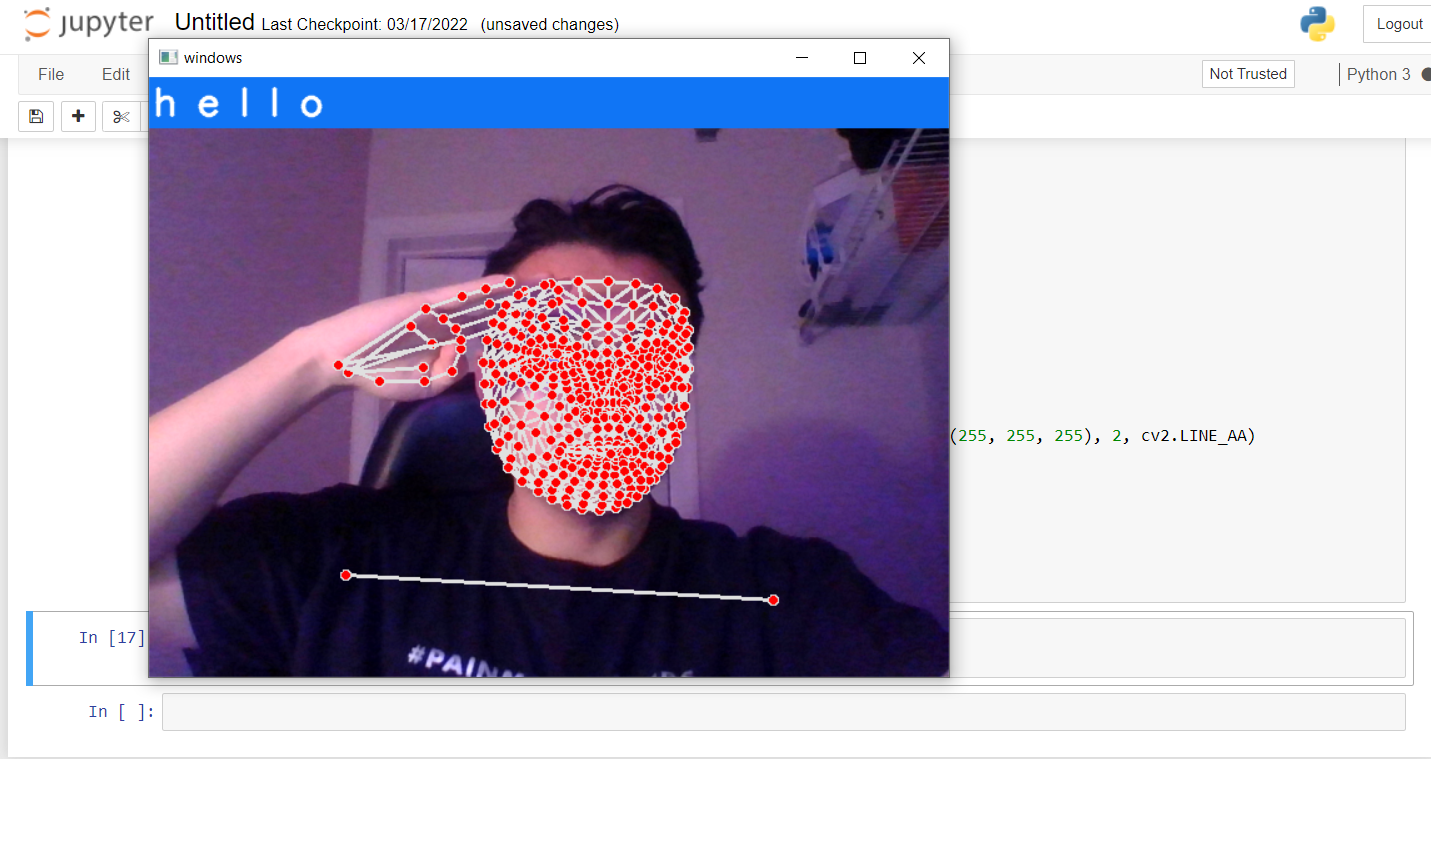 jupyter Untitled Last Checkpoint: 03/17/2022 (unsaved changes)
Logout
windows
File Edit
Not Trusted
Python 3
hello
(255, 255, 255), 2, cv2.LINE_AA)
In [17]
In [ ]: